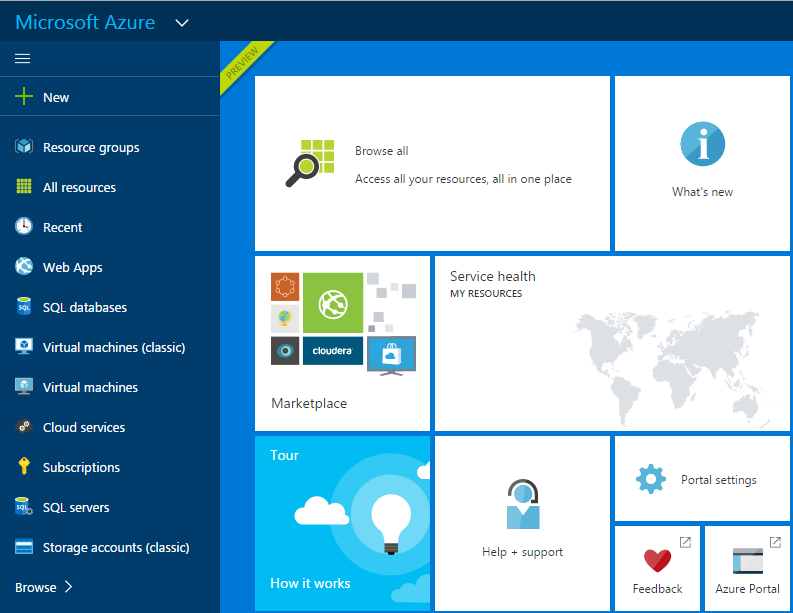 Microsoft Azure
PREVIEW
New
Resource groups
All resources
Recent
Web Apps
SQL databases
Virtual machines (classic)
Virtual machines
Cloud services
Subscriptions
SQL servers
Storage accounts (classic)
Browse
Browse all
Access all your resources, all in one place
What's new
cloudera
Marketplace
Service health
MY RESOURCES
Tour
How it works
Help + support
Portal settings
Feedback
Azure Portal